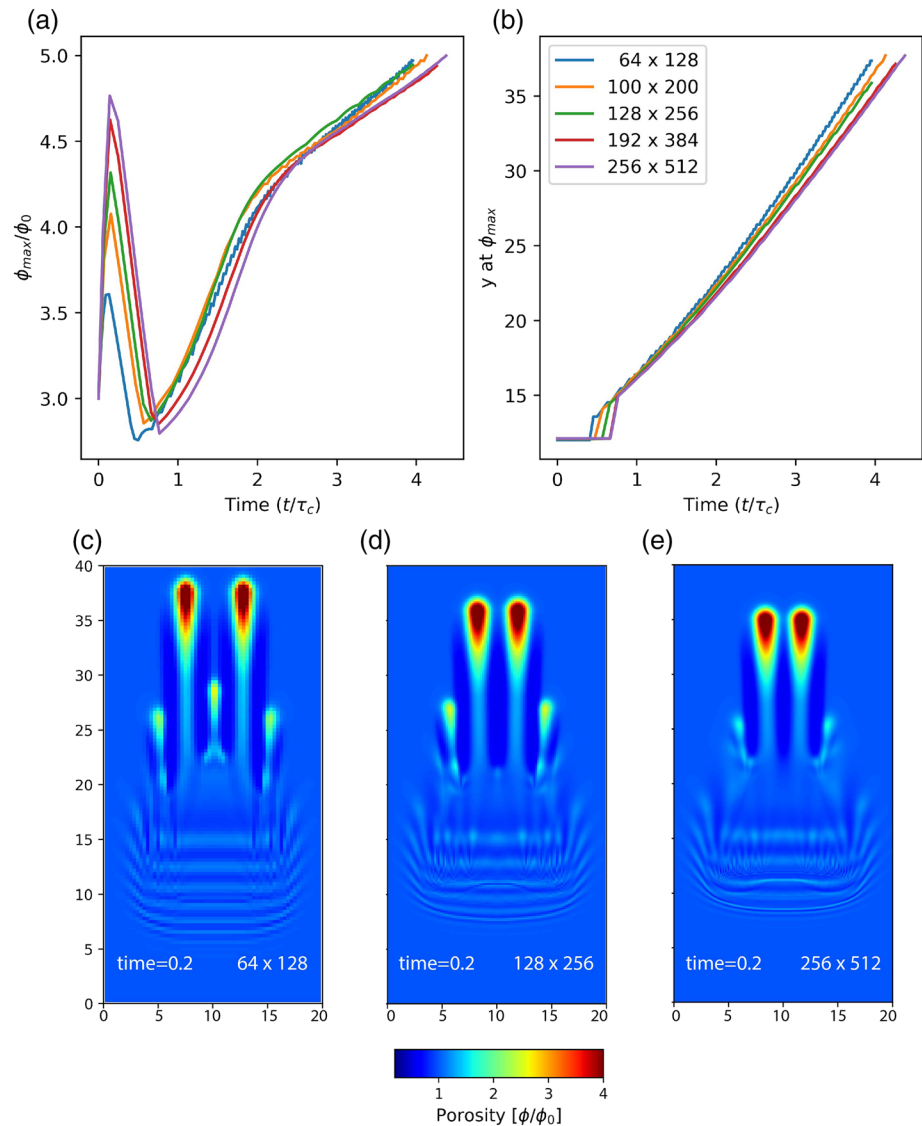 (a)
(b)
5.0
4.5
4.0
3.5
3.0
ϕmax/ϕ0
0 1 2 3 4
Time (t/τc)
35
30
25
20
15
y at ϕmax
64 x 128
100 x 200
128 x 256
192 x 384
256 x 512
0 1 2 3 4
Time (t/τc)
(c)
(d)
(e)
40
35
30
25
20
15
10
5
0
time=0.2 64 x 128
0 5 10 15 20
time=0.2 128 x 256
0 5 10 15 20
time=0.2 256 x 512
0 5 10 15 20
1 2 3 4
Porosity [ϕ/ϕ0]